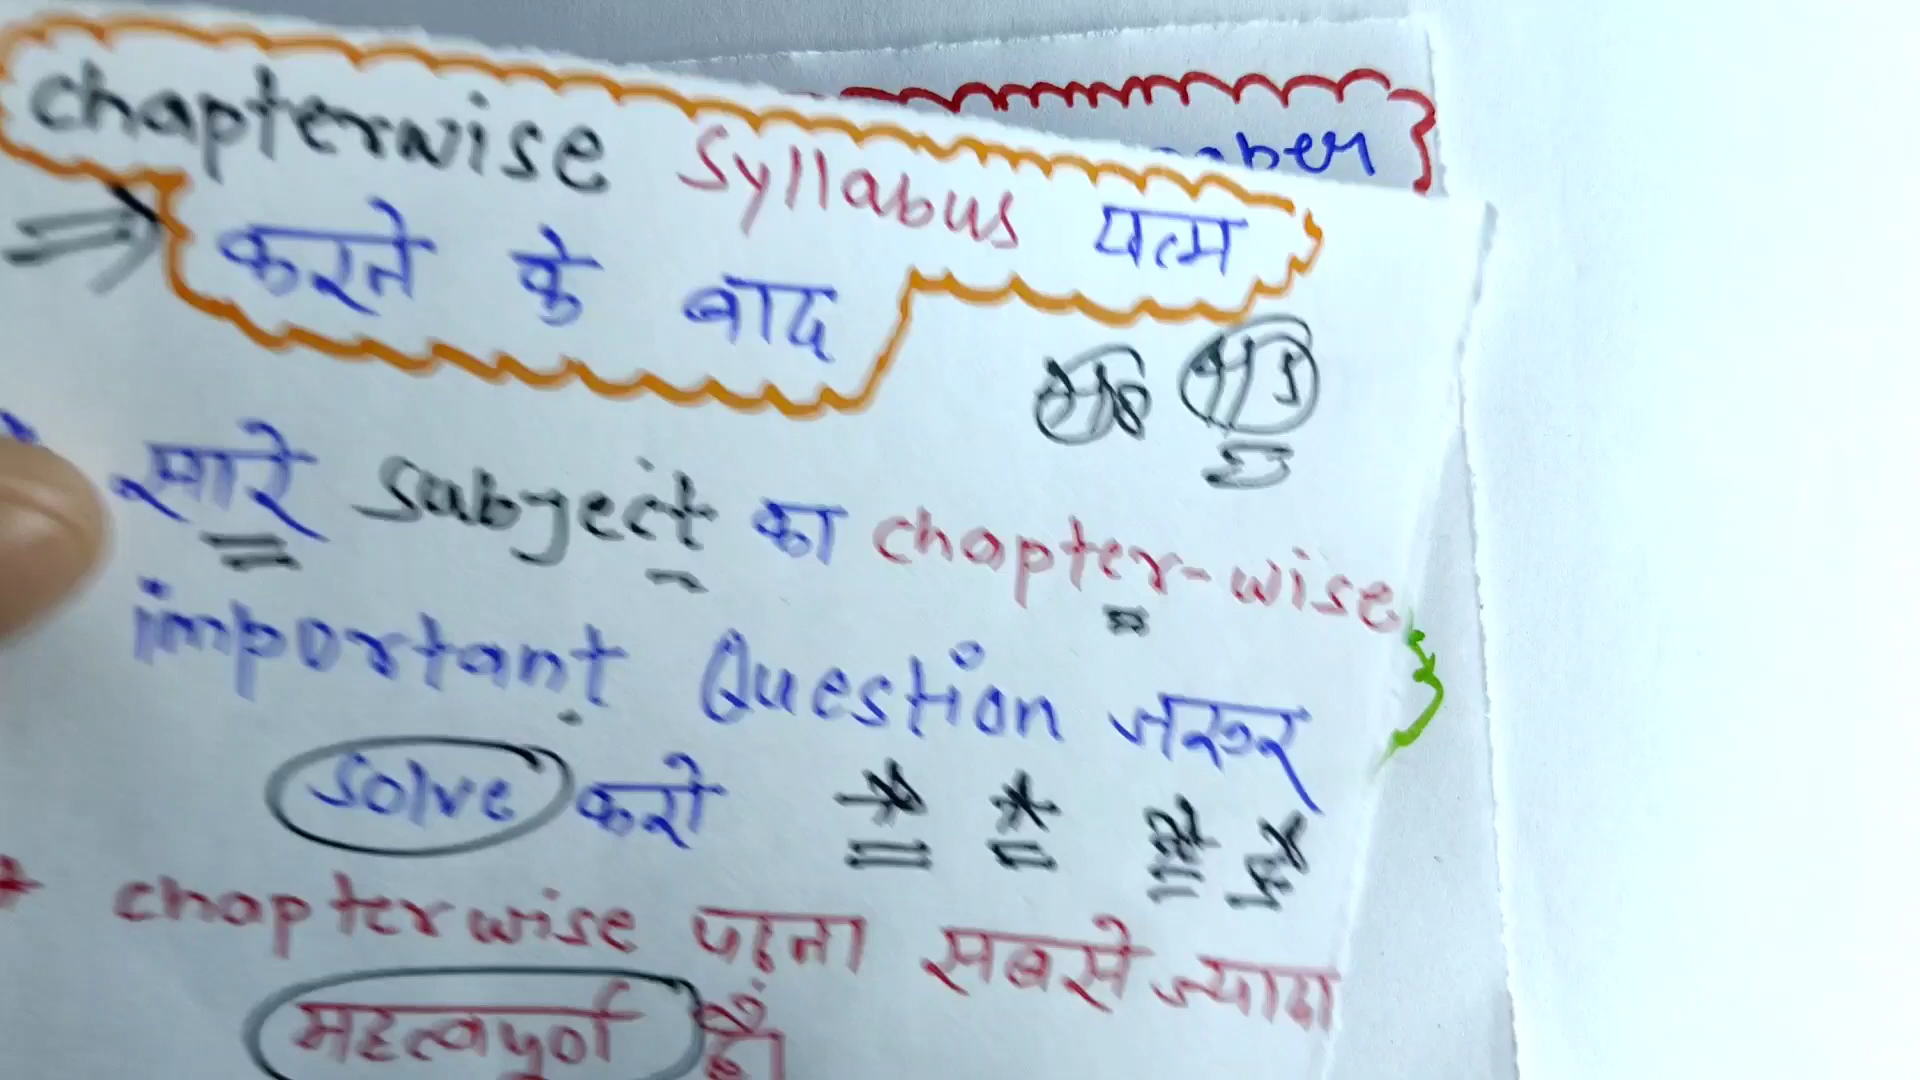 chapterwise Syllabus खत्म
करने के बाद
सारे subject का chapter-wise
important Question जरूर
solve करो
chapterwise पढ़ना सबसे ज्यादा
महत्वपूर्ण है।